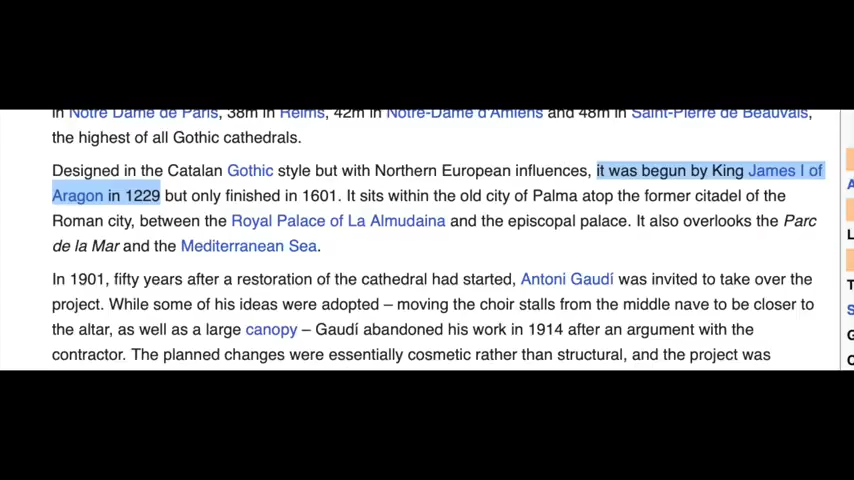 in Notre Dame de Paris, 38m in Reims, 42m in Notre-Dame d'Amiens and 48m in Saint-Pierre de Beauvais,
the highest of all Gothic cathedrals.
Designed in the Catalan Gothic style but with Northern European influences, it was begun by King James I of
Aragon in 1229 but only finished in 1601. It sits within the old city of Palma atop the former citadel of the
Roman city, between the Royal Palace of La Almudaina and the episcopal palace. It also overlooks the Parc
de la Mar and the Mediterranean Sea.
In 1901, fifty years after a restoration of the cathedral had started, Antoni Gaudí was invited to take over the
project. While some of his ideas were adopted – moving the choir stalls from the middle nave to be closer to
the altar, as well as a large canopy – Gaudí abandoned his work in 1914 after an argument with the
contractor. The planned changes were essentially cosmetic rather than structural, and the project was